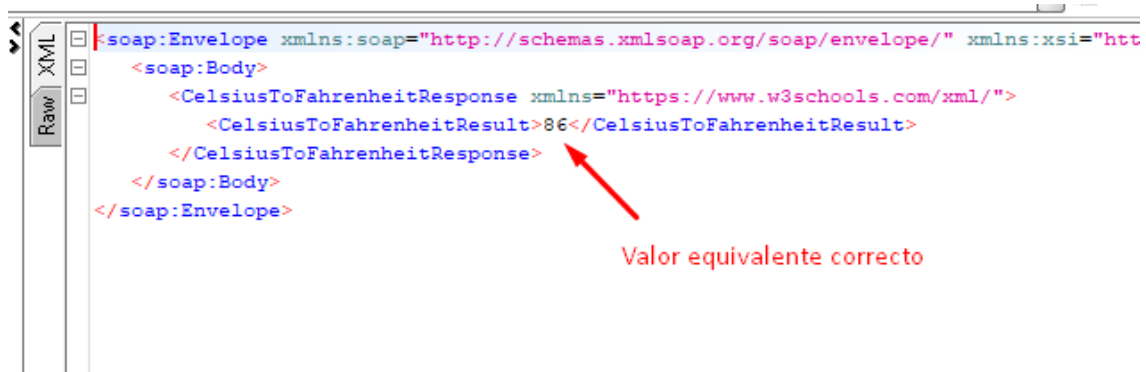 XML
Raw
<soap:Envelope xmlns:soap="http://schemas.xmlsoap.org/soap/envelope/" xmlns:xsi="htt
<soap:Body>
<CelsiusToFahrenheitResponse xmlns="https://www.w3schools.com/xml/">
<CelsiusToFahrenheitResult>86</CelsiusToFahrenheitResult>
</CelsiusToFahrenheitResponse>
</soap:Body>
</soap:Envelope>
Valor equivalente correcto